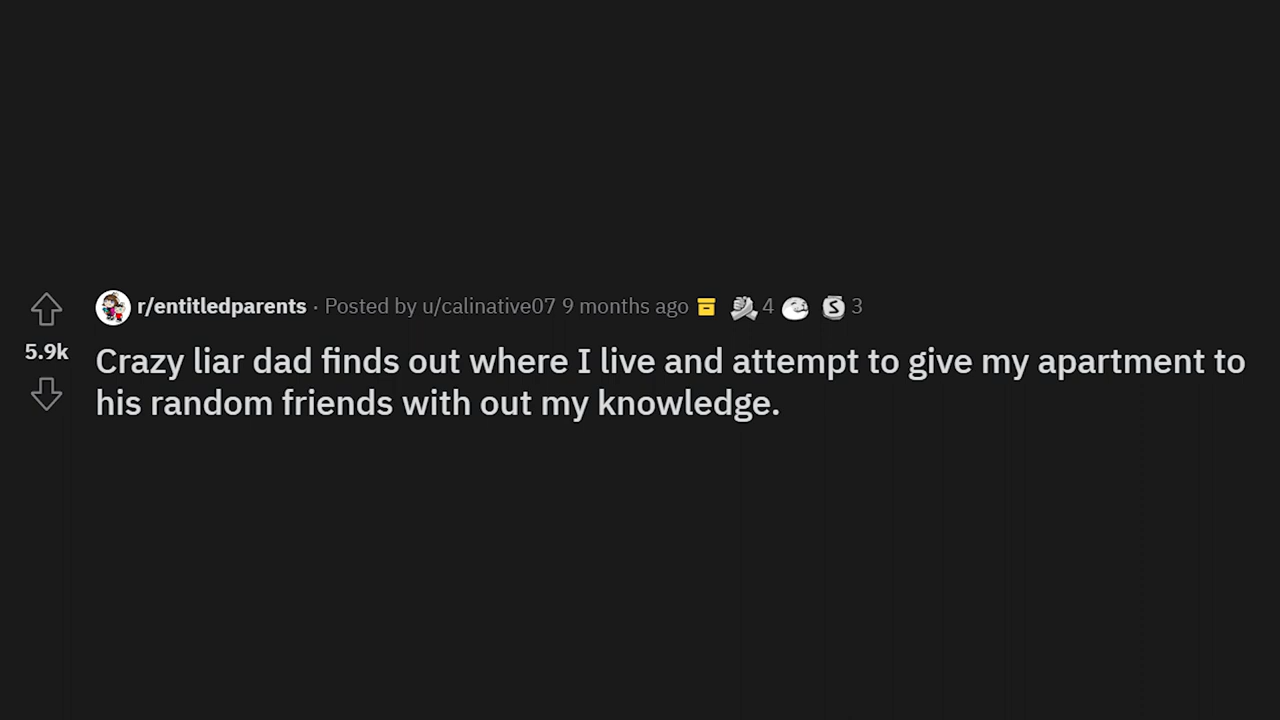 r/entitledparents · Posted by u/calinative07 9 months ago 4 S 3
5.9k
Crazy liar dad finds out where I live and attempt to give my apartment to
his random friends with out my knowledge.